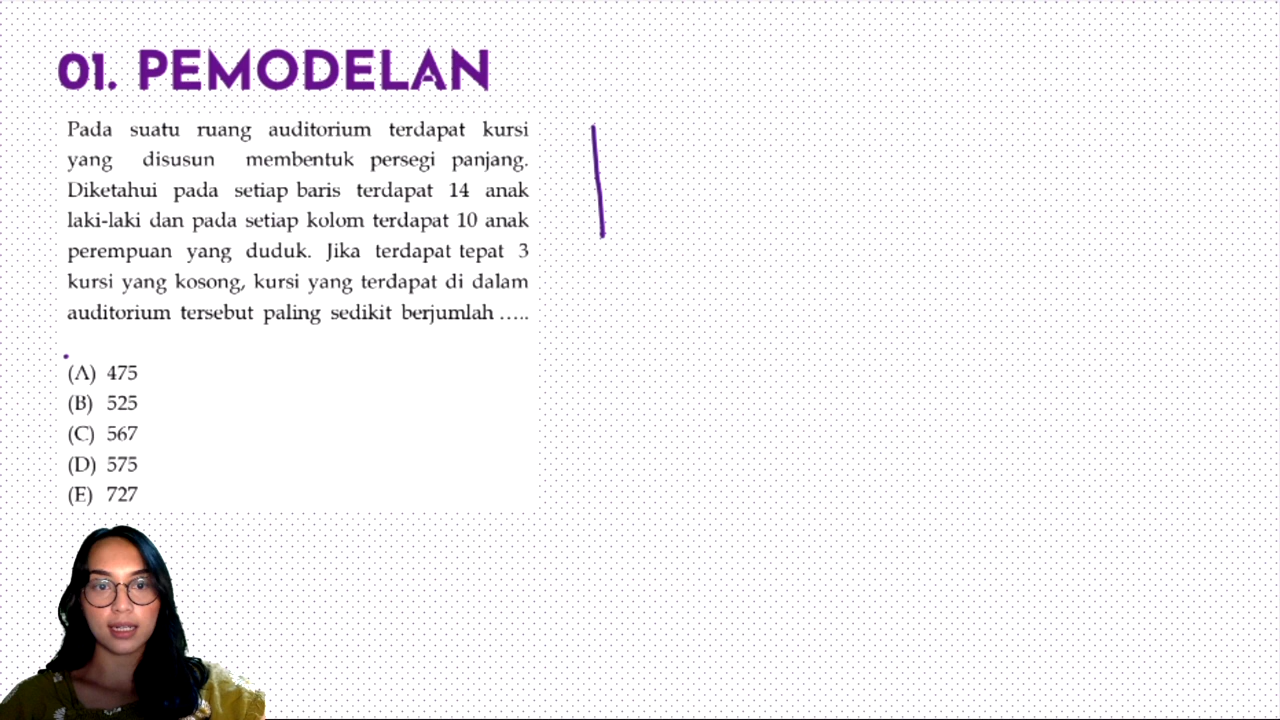 01. PEMODELAN
Pada suatu ruang auditorium terdapat kursi
yang disusun membentuk persegi panjang.
Diketahui pada setiap baris terdapat 14 anak
laki-laki dan pada setiap kolom terdapat 10 anak
perempuan yang duduk. Jika terdapat tepat 3
kursi yang kosong, kursi yang terdapat di dalam
auditorium tersebut paling sedikit berjumlah .....
(A) 475
(B) 525
(C) 567
(D) 575
(E) 727